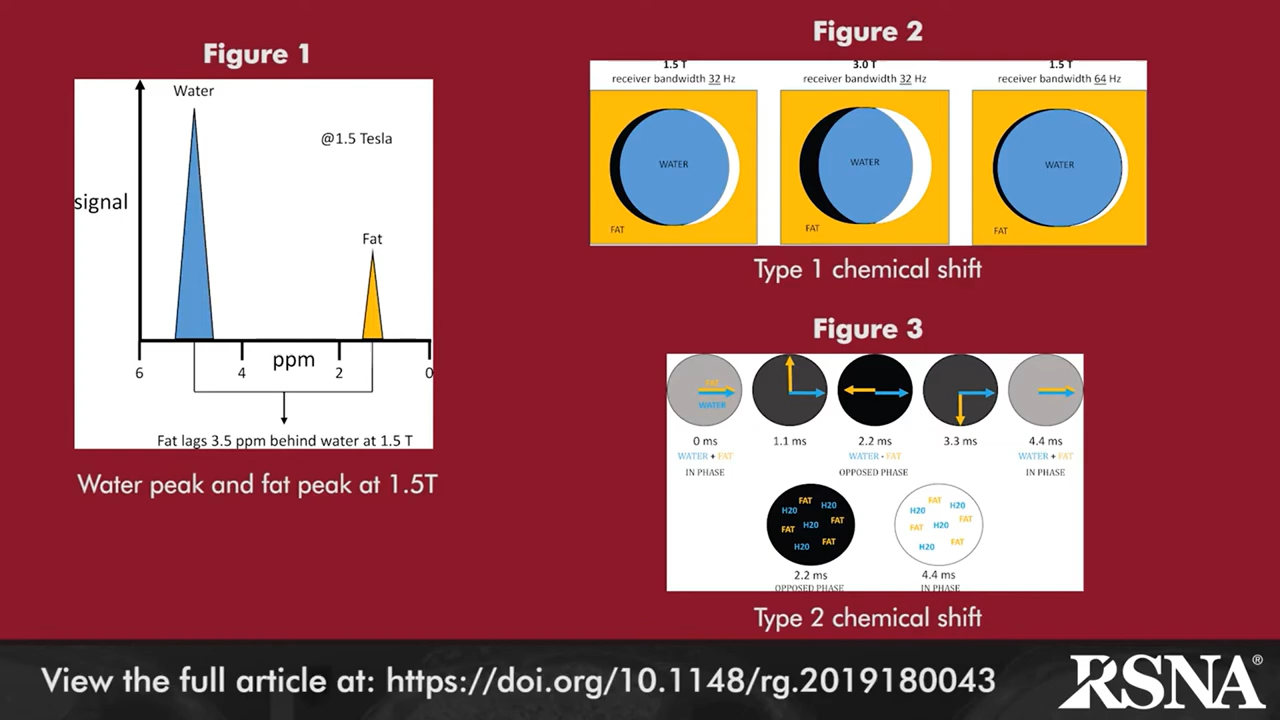 Figure 1
Water
@1.5 Tesla
signal
Fat
ppm
6 4 2 0
Fat lags 3.5 ppm behind water at 1.5 T
Water peak and fat peak at 1.5T
Figure 2
1.5 T 3.0 T 1.5 T
receiver bandwidth 32 Hz receiver bandwidth 32 Hz receiver bandwidth 64 Hz
WATER WATER WATER
FAT FAT FAT
Type 1 chemical shift
Figure 3
FAT
WATER
0 ms 1.1 ms 2.2 ms 3.3 ms 4.4 ms
WATER + FAT WATER - FAT WATER + FAT
IN PHASE OPPOSED PHASE IN PHASE
FAT FAT
H20 H20 H20 H20
FAT FAT
FAT H20 FAT H20
H20 FAT H20 FAT
2.2 ms 4.4 ms
OPPOSED PHASE IN PHASE
Type 2 chemical shift
View the full article at: https://doi.org/10.1148/rg.2019180043
RSNA®